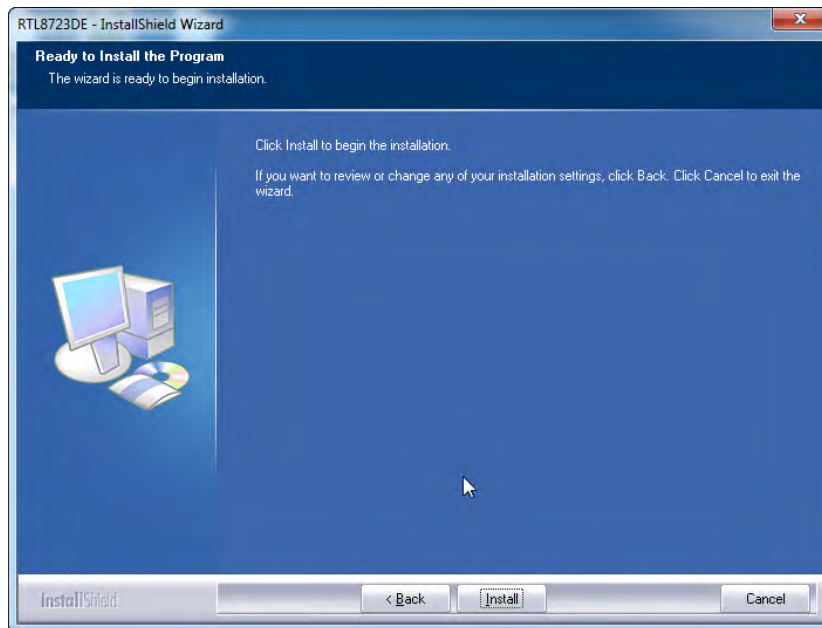 RTL8723DE - InstallShield Wizard
Ready to Install the Program
The wizard is ready to begin installation.
Click Install to begin the installation.
If you want to review or change any of your installation settings, click Back. Click Cancel to exit the
wizard.
InstallShield
< Back
Install
Cancel